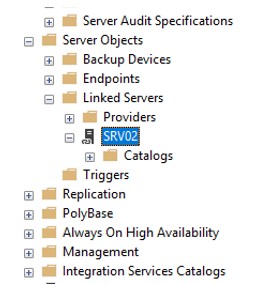 Server Audit Specifications
Server Objects
Backup Devices
Endpoints
Linked Servers
Providers
SRV02
Catalogs
Triggers
Replication
PolyBase
Always On High Availability
Management
Integration Services Catalogs